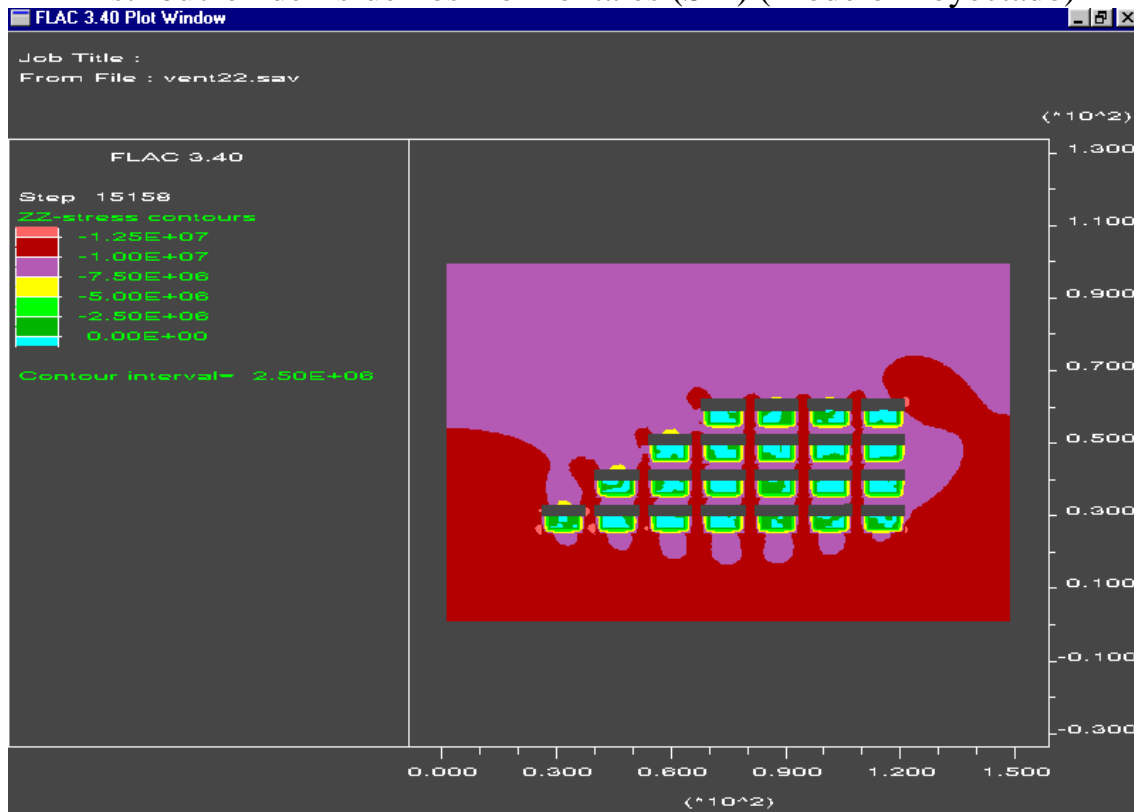 (Modelo Proyectado)
FLAC 3.40 Plot Window
Job Title :
From File : vent22.sav
(*10^2)
FLAC 3.40
Step 15158
ZZ-stress contours
-1.25E+07
-1.00E+07
-7.50E+06
-5.00E+06
-2.50E+06
0.00E+00
Contour interval= 2.50E+06
1.300
1.100
0.900
0.700
0.500
0.300
0.100
-0.100
-0.300
0.000 0.300 0.600 0.900 1.200 1.500
(*10^2)